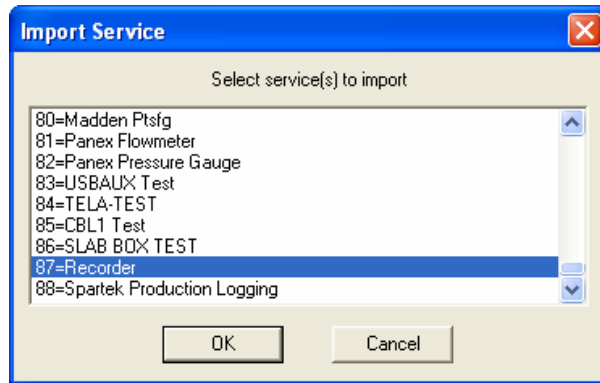 Import Service
Select service(s) to import
80=Madden Ptsfg
81=Panex Flowmeter
82=Panex Pressure Gauge
83=USBAUX Test
84=TELA-TEST
85=CBL1 Test
86=SLAB BOX TEST
87=Recorder
88=Spartek Production Logging
OK Cancel